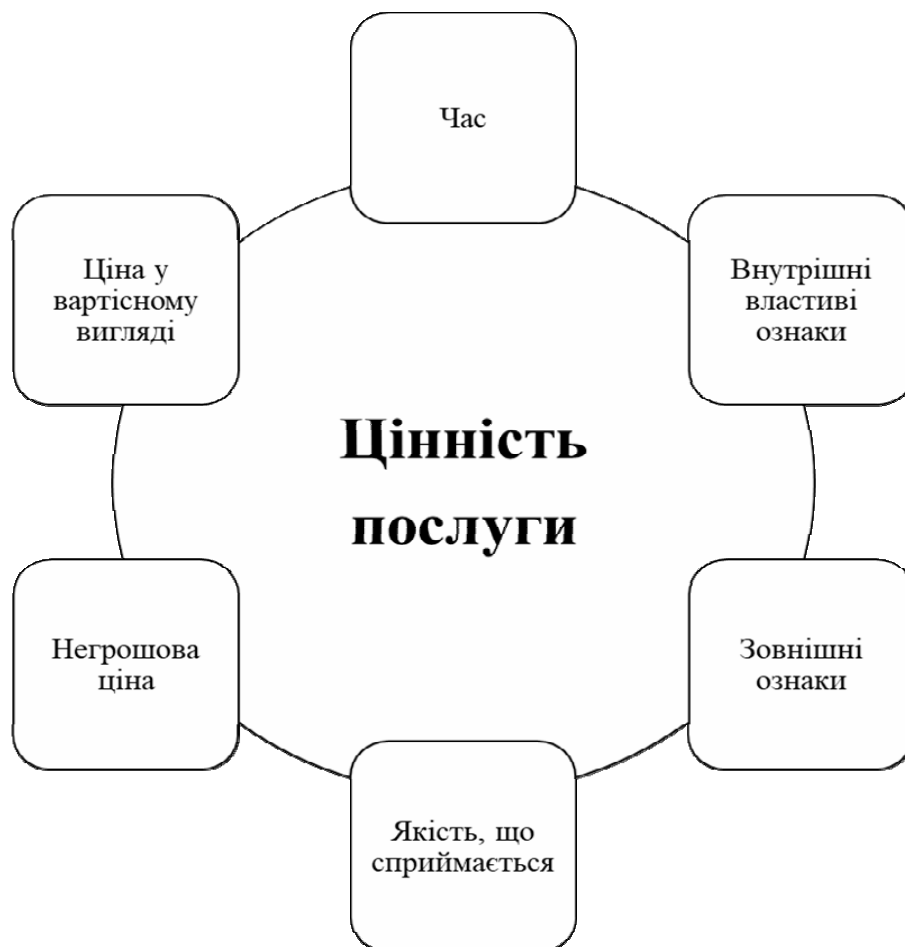 Час
Ціна у
вартісному
вигляді
Внутрішні
властиві
ознаки
Цінність
послуги
Негрошова
ціна
Зовнішні
ознаки
Якість, що
сприймається